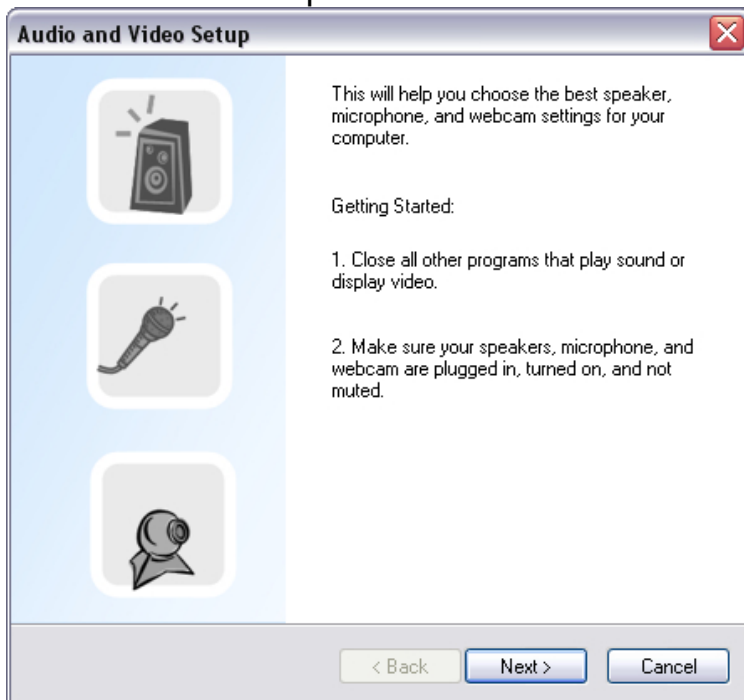 Audio and Video Setup
This will help you choose the best speaker,
microphone, and webcam settings for your
computer.
Getting Started:
1. Close all other programs that play sound or
display video.
2. Make sure your speakers, microphone, and
webcam are plugged in, turned on, and not
muted.
< Back
Next >
Cancel